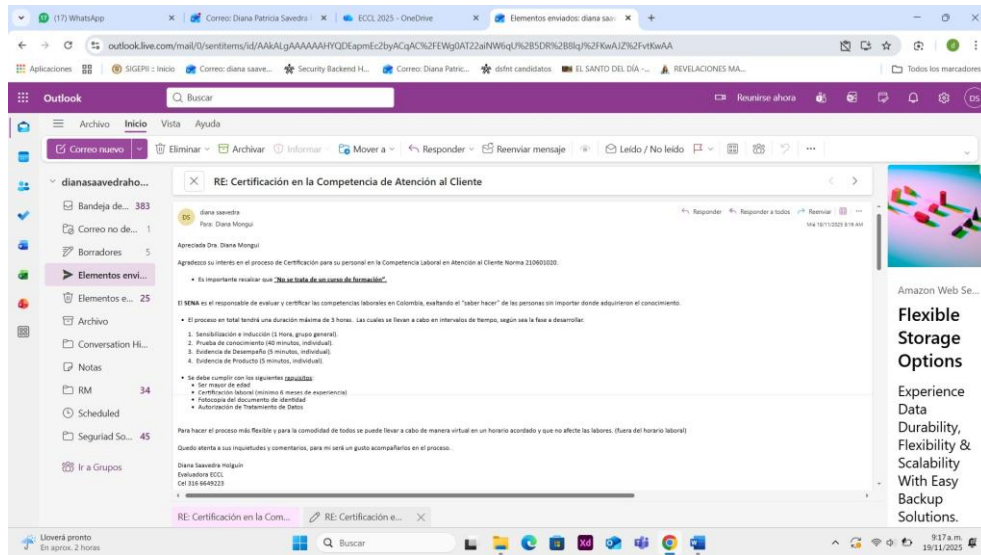 (17) WhatsApp
Correo: Diana Patricia Savedra
ECCL 2025 - OneDrive
Elementos enviados: diana saav
outlook.live.com/mail/0/sentitems/id/
Aplicaciones
SIGEPII :: Inicio
Correo: diana saave...
Security Backend H...
Correo: Diana Patric...
dsfnt candidatos
EL SANTO DEL DÍA -...
REVELACIONES MA...
Todos los marcadores
Outlook
Buscar
Reunirse ahora
DS
Archivo Inicio Vista Ayuda
Correo nuevo
Eliminar
Archivar
Informar
Mover a
Responder
Reenviar mensaje
Leído / No leído
dianasaavedraho...
Bandeja de... 383
Correo no de... 1
Borradores 5
Elementos envi...
Elementos e... 25
Archivo
Conversation Hi...
Notas
RM 34
Scheduled
Seguriad So... 45
Ir a Grupos
RE: Certificación en la Competencia de Atención al Cliente
DS
diana saavedra
Para: Diana Mongui
Responder Responder a todos Reenviar
Mié 19/11/2025 8:19 AM
Apreciada Dra. Diana Mongui
Agradezco su interés en el proceso de Certificación para su personal en la Competencia Laboral en Atención al Cliente Norma 210601020.
• Es importante recalcar que "No se trata de un curso de formación".
El SENA es el responsable de evaluar y certificar las competencias laborales en Colombia, exaltando el "saber hacer" de las personas sin importar donde adquirieron el conocimiento.
• El proceso en total tendrá una duración máxima de 3 horas. Las cuales se llevan a cabo en intervalos de tiempo, según sea la fase a desarrollar.
1. Sensibilización e Inducción (1 Hora, grupo general).
2. Prueba de conocimiento (40 minutos, individual).
3. Evidencia de Desempeño (5 minutos, individual).
4. Evidencia de Producto (5 minutos, individual).
• Se debe cumplir con los siguientes requisitos:
• Ser mayor de edad
• Certificación laboral (mínimo 6 meses de experiencia)
• Fotocopia del documento de identidad
• Autorización de Tratamiento de Datos
Para hacer el proceso más flexible y para la comodidad de todos se puede llevar a cabo de manera virtual en un horario acordado y que no afecte las labores. (fuera del horario laboral)
Quedo atenta a sus inquietudes y comentarios, para mi será un gusto acompañarlos en el proceso.
Diana Saavedra Holguín
Evaluadora ECCL
Cel 316 6649223
RE: Certificación en la Com...
RE: Certificación e...
Amazon Web Se...
Flexible
Storage
Options
Experience
Data
Durability,
Flexibility &
Scalability
With Easy
Backup
Solutions.
Lloverá pronto
En aprox. 2 horas
Buscar
9:17 a.m.
19/11/2025